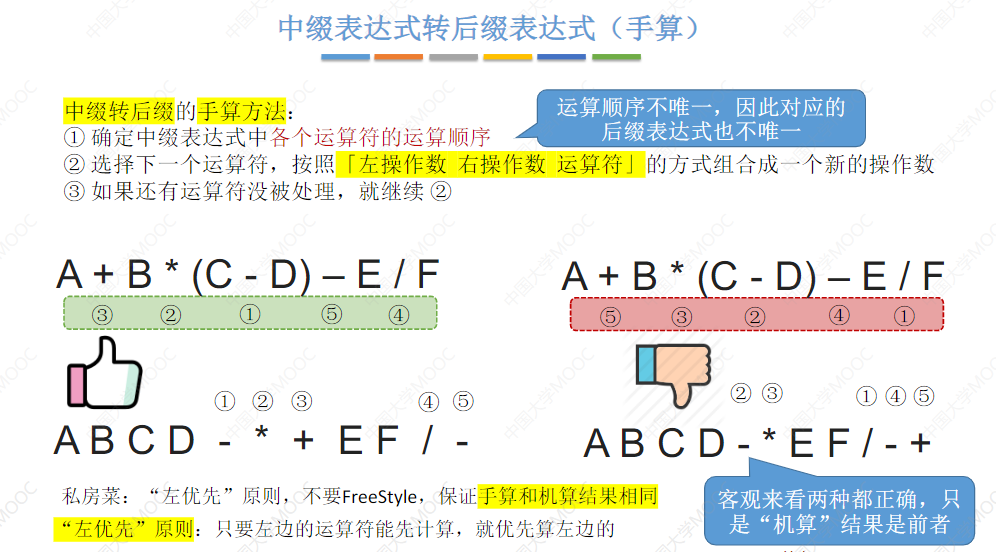 中缀表达式转后缀表达式（手算）
中缀转后缀的手算方法：
① 确定中缀表达式中各个运算符的运算顺序
② 选择下一个运算符，按照「左操作数 右操作数 运算符」的方式组合成一个新的操作数
③ 如果还有运算符没被处理，就继续 ②
运算顺序不唯一，因此对应的
后缀表达式也不唯一
A + B * (C - D) – E / F
③ ② ① ⑤ ④
① ② ③ ④ ⑤
A B C D - * + E F / -
A + B * (C - D) – E / F
⑤ ③ ② ④ ①
② ③ ① ④ ⑤
A B C D - * E F / - +
私房菜：“左优先”原则，不要FreeStyle，保证手算和机算结果相同
“左优先”原则：只要左边的运算符能先计算，就优先算左边的
客观来看两种都正确，只
是“机算”结果是前者
中国大学MOOC